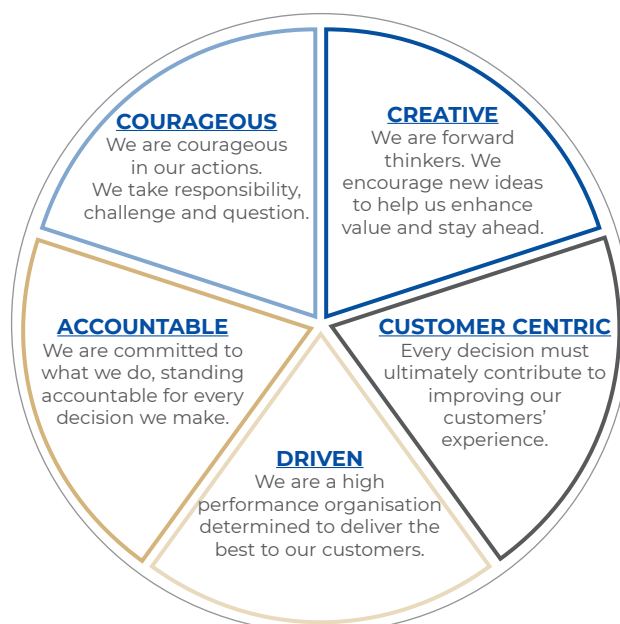 COURAGEOUS
We are courageous
in our actions.
We take responsibility,
challenge and question.
CREATIVE
We are forward
thinkers. We
encourage new ideas
to help us enhance
value and stay ahead.
ACCOUNTABLE
We are committed to
what we do, standing
accountable for every
decision we make.
CUSTOMER CENTRIC
Every decision must
ultimately contribute to
improving our
customers’
experience.
DRIVEN
We are a high
performance organisation
determined to deliver the
best to our customers.